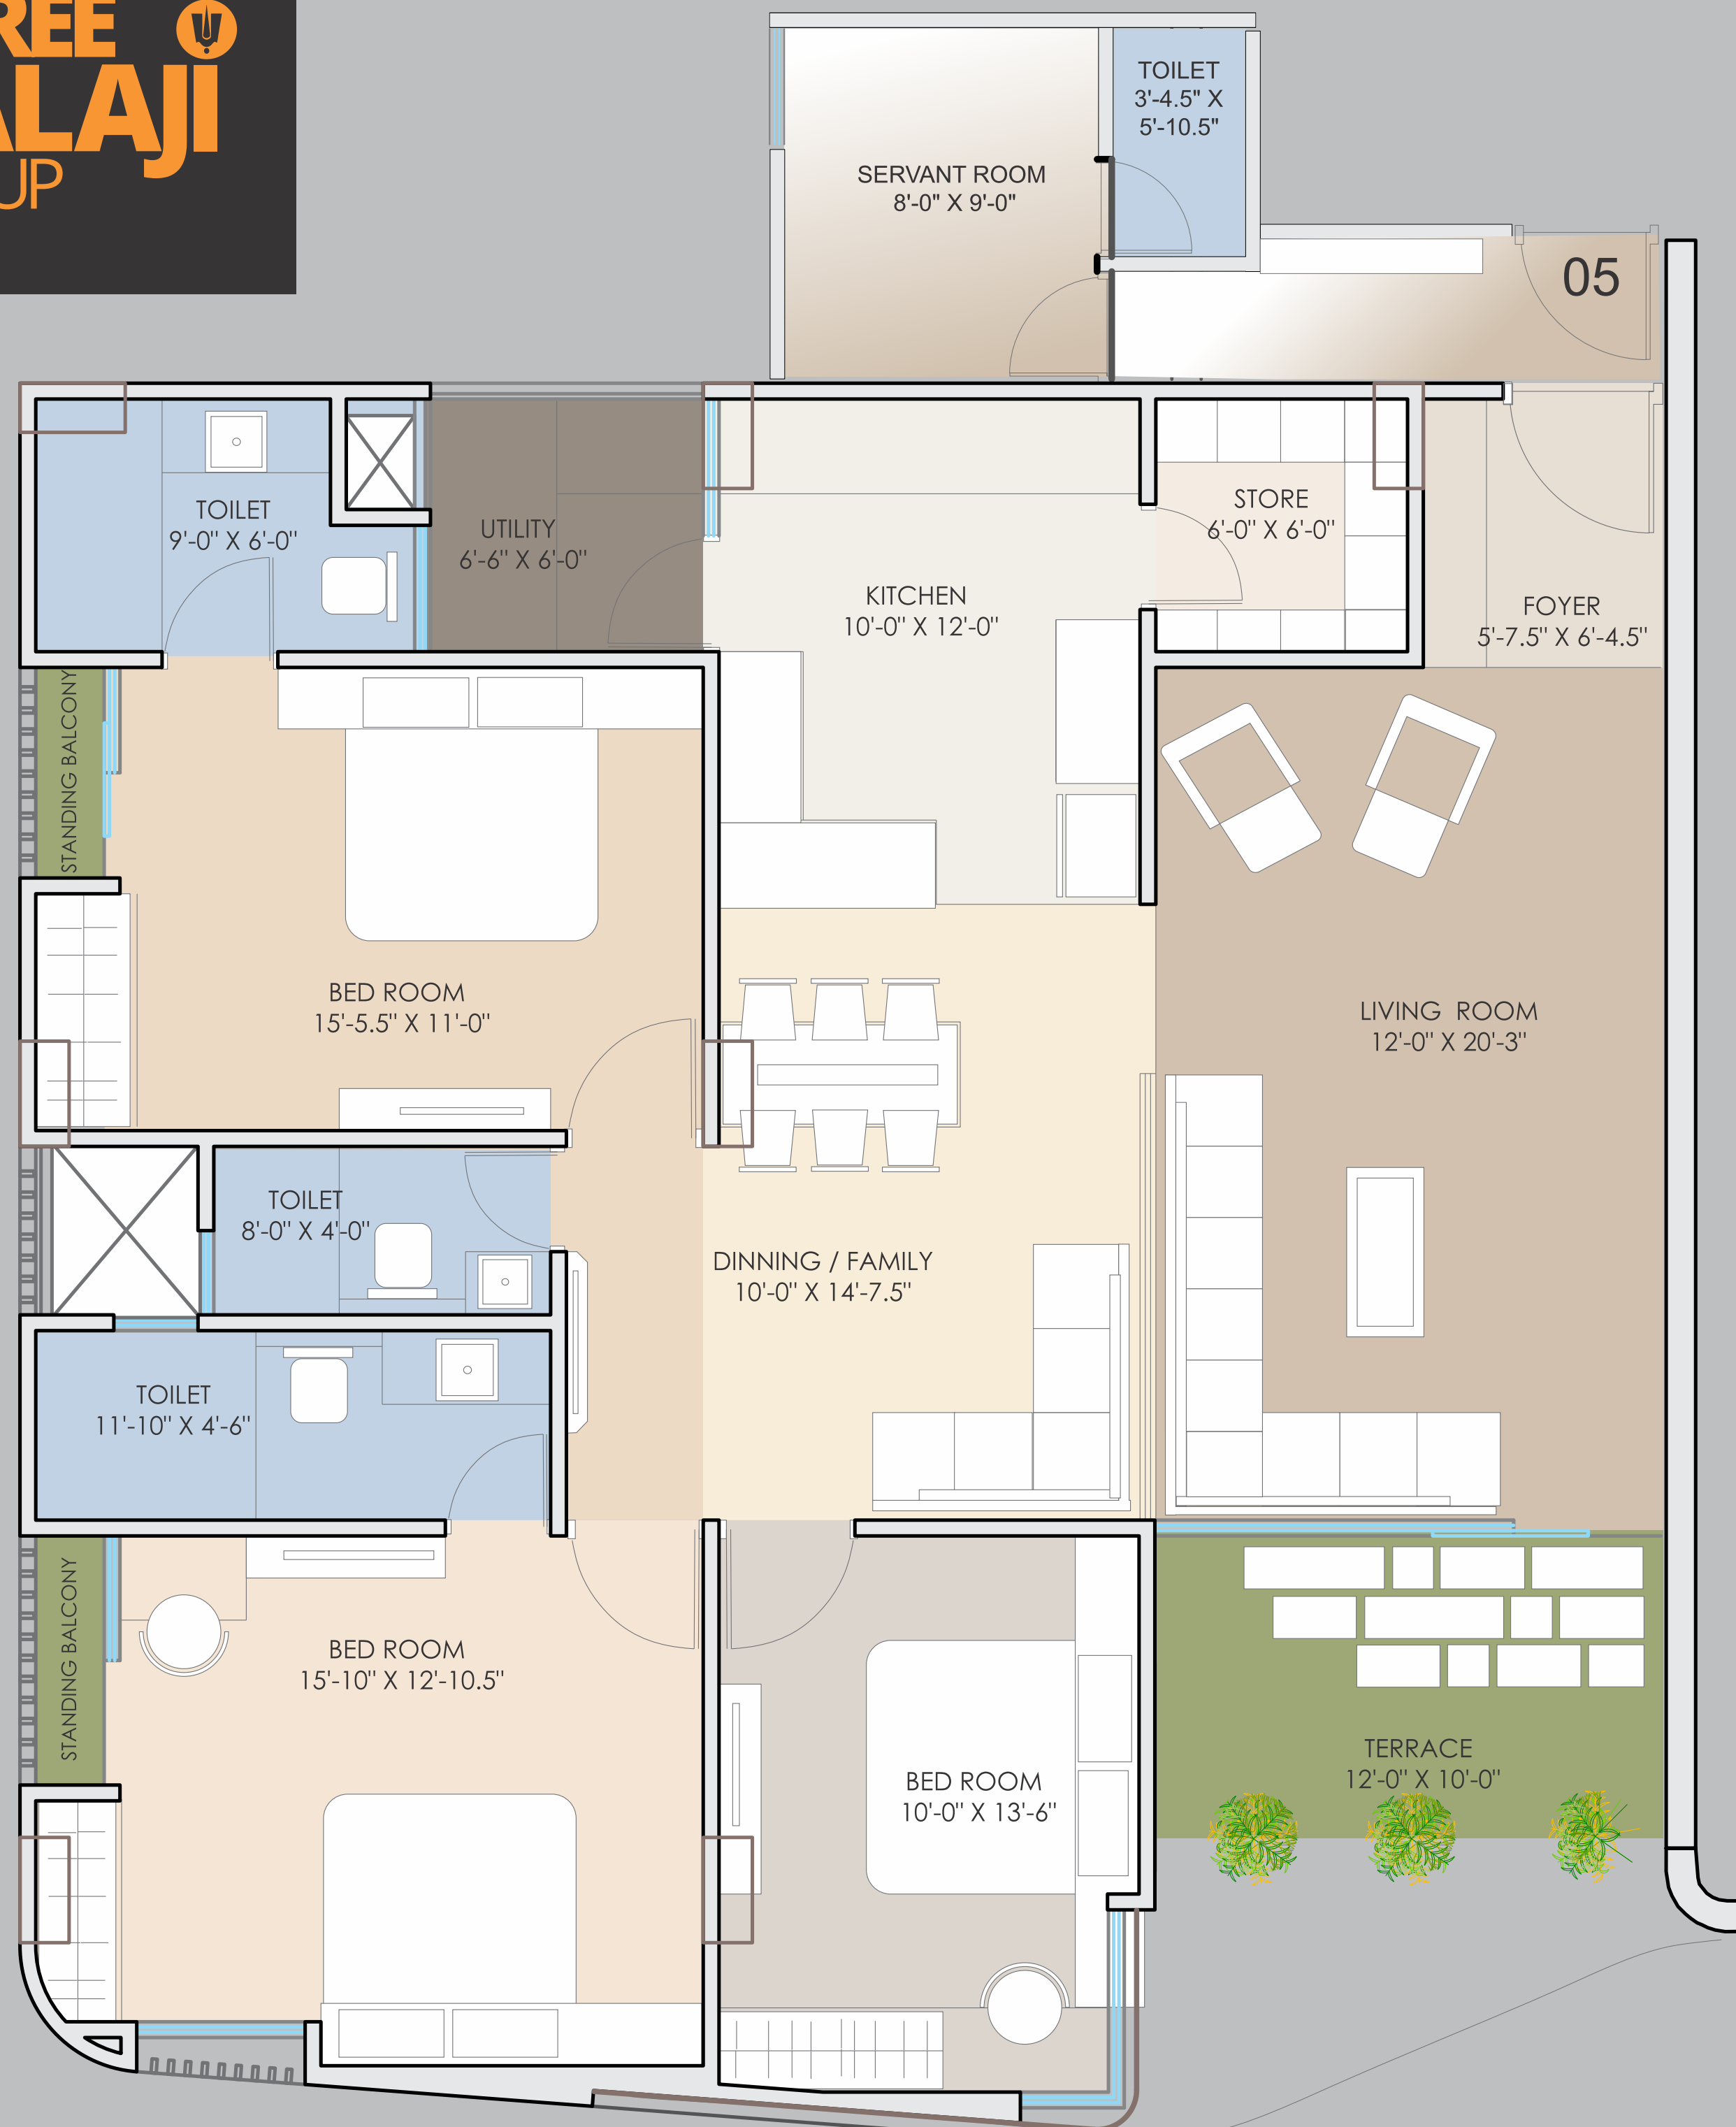 REE
ALAJI
UP
TOILET
3'-4.5" X
5'-10.5"
SERVANT ROOM
8'-0" X 9'-0"
05
TOILET
9'-0" X 6'-0"
UTILITY
6'-6" X 6'-0"
KITCHEN
10'-0" X 12'-0"
STORE
6'-0" X 6'-0"
FOYER
5'-7.5" X 6'-4.5"
STANDING BALCONY
BED ROOM
15'-5.5" X 11'-0"
LIVING ROOM
12'-0" X 20'-3"
TOILET
8'-0" X 4'-0"
DINNING / FAMILY
10'-0" X 14'-7.5"
TOILET
11'-10" X 4'-6"
STANDING BALCONY
BED ROOM
15'-10" X 12'-10.5"
BED ROOM
10'-0" X 13'-6"
TERRACE
12'-0" X 10'-0"